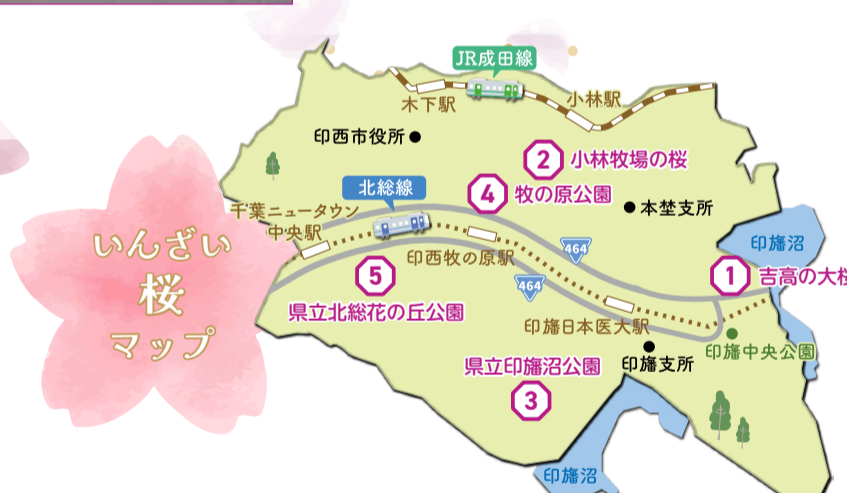 いんざい
桜
マップ
JR成田線
木下駅
小林駅
印西市役所
2 小林牧場の桜
4 牧の原公園
北総線
本埜支所
千葉ニュータウン
中央駅
印西牧の原駅
464
印旛沼
1 吉高の大桜
5
県立北総花の丘公園
464
印旛日本医大駅
印旛中央公園
印旛支所
県立印旛沼公園
3
印旛沼